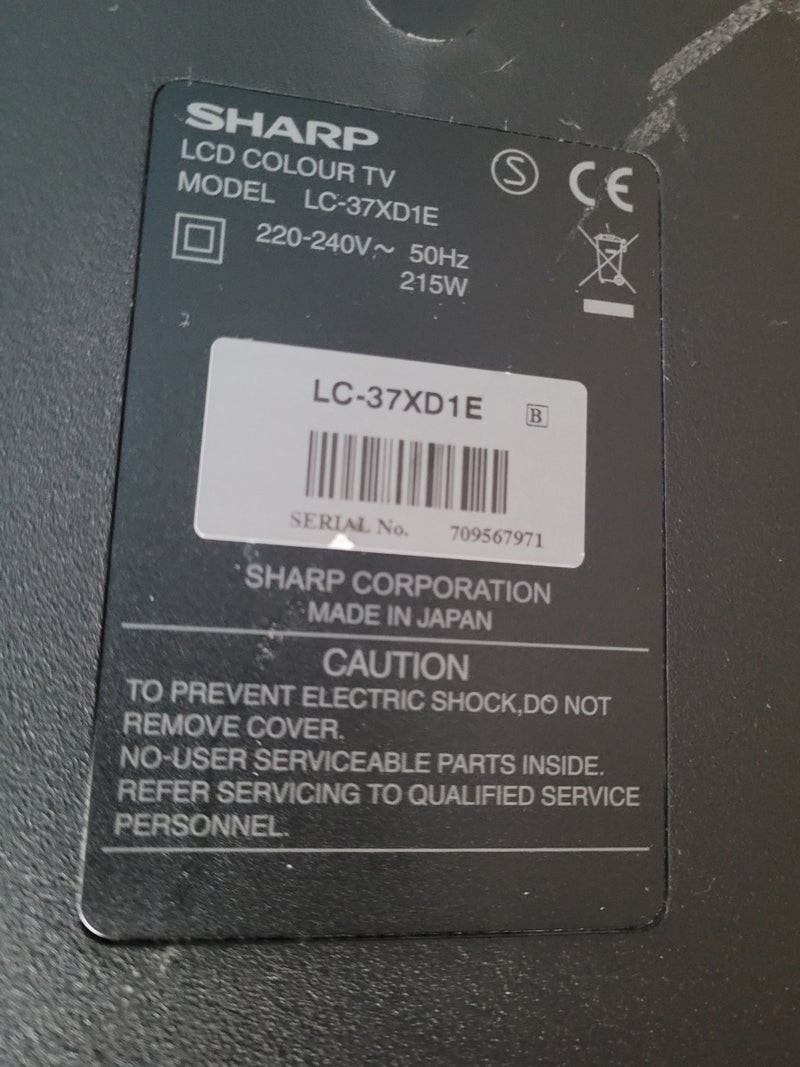 SHARP
LCD COLOUR TV
MODEL LC-37XD1E
S CE
220-240V~ 50Hz
215W
LC-37XD1E B
SERIAL No. 709567971
SHARP CORPORATION
MADE IN JAPAN
CAUTION
TO PREVENT ELECTRIC SHOCK,DO NOT
REMOVE COVER.
NO-USER SERVICEABLE PARTS INSIDE.
REFER SERVICING TO QUALIFIED SERVICE
PERSONNEL.